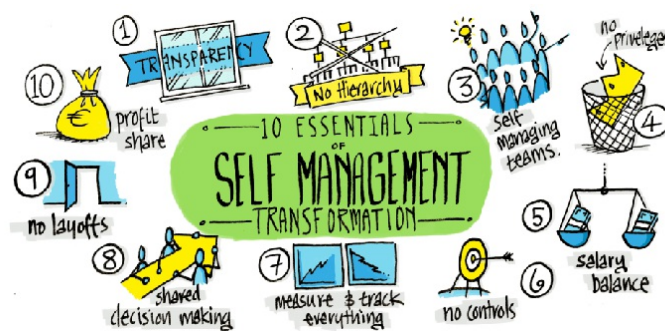 10 ESSENTIALS
OF
SELF MANAGEMENT
TRANSFORMATION
1
TRANSPARENCY
2
NO HIERARCHY
3
self
managing
teams.
no privileges
4
5
salary
balance
6
no controls
7
measure & track
everything
8
shared
decision making
9
no layoffs
10
€
profit
share